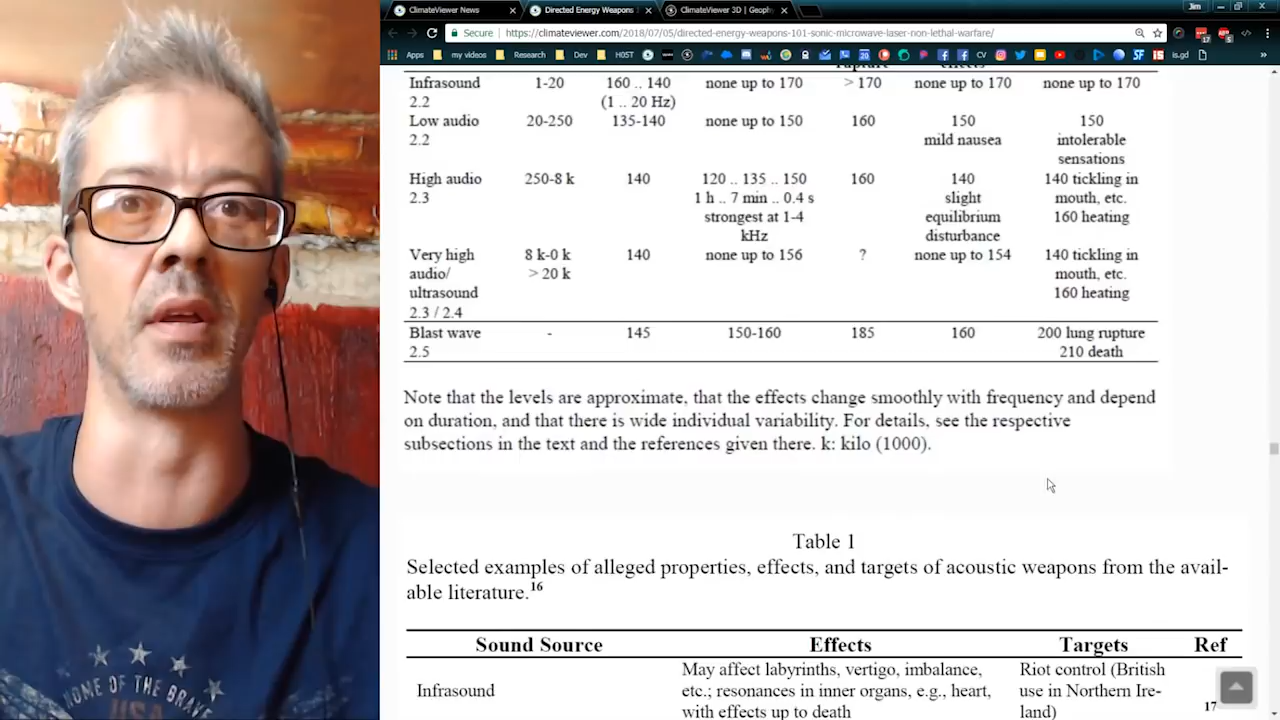 ClimateViewer News
Directed Energy Weapons
ClimateViewer 3D | Geoph
Jim
Secure | https://climateviewer.com/2018/07/05/directed-energy-weapons-101-sonic-microwave-laser-non-lethal-warfare/
Apps my videos Research Dev HOST CV is.gd
Infrasound 1-20 160 .. 140 none up to 170 > 170 none up to 170 none up to 170
2.2 (1 .. 20 Hz)
Low audio 20-250 135-140 none up to 150 160 150 150
2.2 mild nausea intolerable
sensations
High audio 250-8 k 140 120 .. 135 .. 150 160 140 140 tickling in
2.3 1 h .. 7 min .. 0.4 s slight mouth, etc.
strongest at 1-4 equilibrium 160 heating
kHz disturbance
Very high 8 k-0 k 140 none up to 156 ? none up to 154 140 tickling in
audio/ > 20 k mouth, etc.
ultrasound 160 heating
2.3 / 2.4
Blast wave - 145 150-160 185 160 200 lung rupture
2.5 210 death
Note that the levels are approximate, that the effects change smoothly with frequency and depend
on duration, and that there is wide individual variability. For details, see the respective
subsections in the text and the references given there. k: kilo (1000).
Table 1
Selected examples of alleged properties, effects, and targets of acoustic weapons from the avail-
able literature.16
Sound Source Effects Targets Ref
May affect labyrinths, vertigo, imbalance, Riot control (British
Infrasound etc.; resonances in inner organs, e.g., heart, use in Northern Ire-
with effects up to death land) 17
HOME OF THE BRAVE
USA